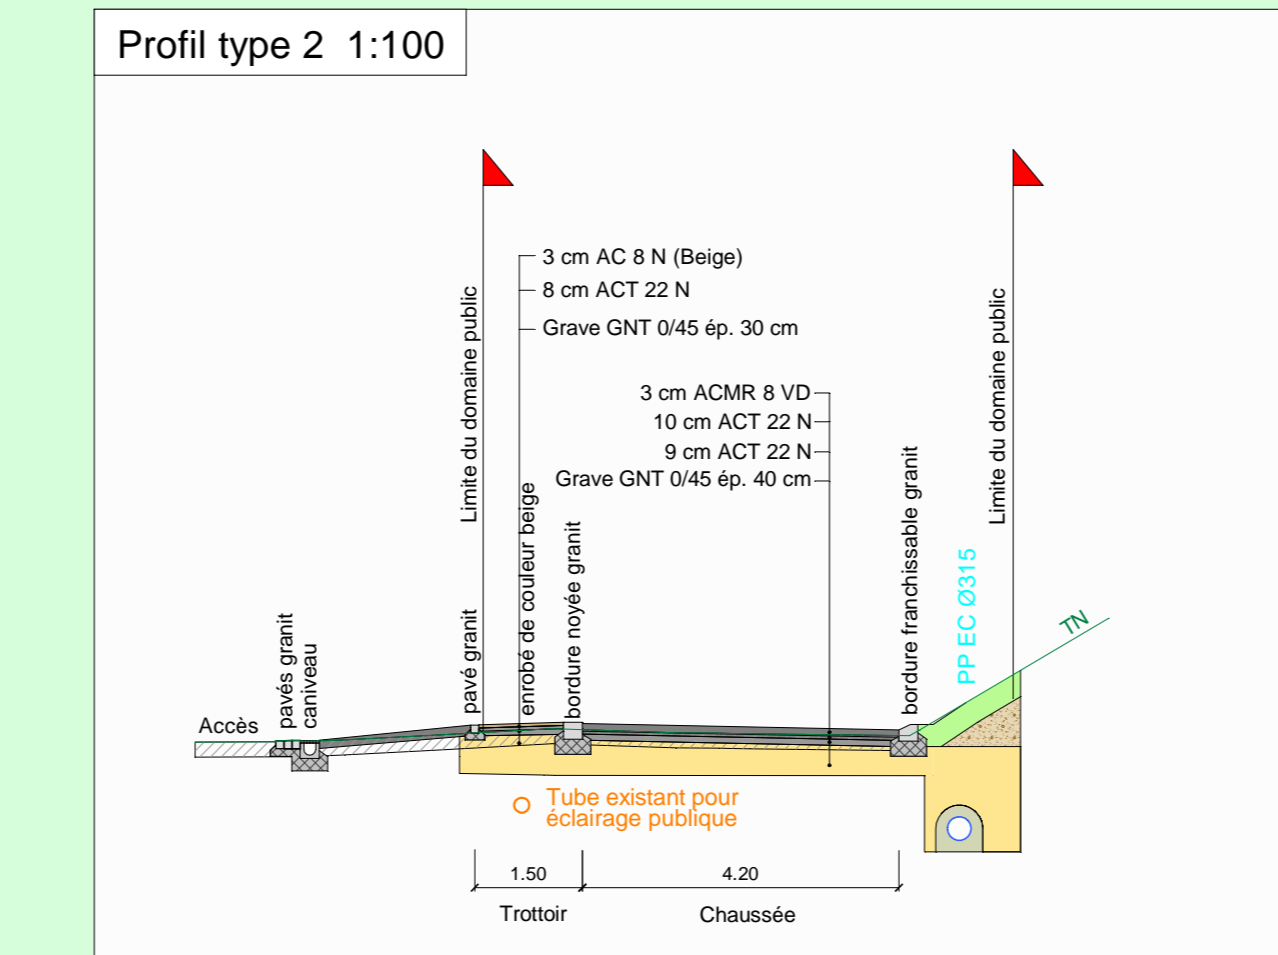 Profil type 2 1:100
3 cm AC 8 N (Beige)
8 cm ACT 22 N
Grave GNT 0/45 ép. 30 cm
3 cm ACMR 8 VD
10 cm ACT 22 N
9 cm ACT 22 N
Grave GNT 0/45 ép. 40 cm
Accès
pavés granit
caniveau
pavé granit
Limite du domaine public
enrobé de couleur beige
bordure noyée granit
bordure franchissable granit
PP EC Ø315
Limite du domaine public
TN
Tube existant pour
éclairage publique
1.50
4.20
Trottoir
Chaussée